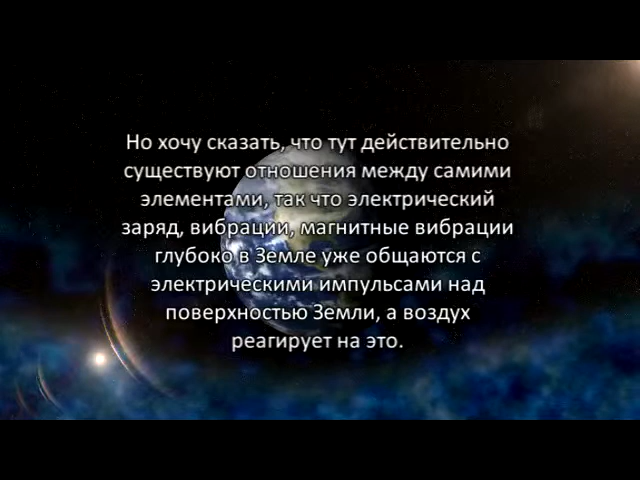 Но хочу сказать, что тут действительно
существуют отношения между самими
элементами, так что электрический
заряд, вибрации, магнитные вибрации
глубоко в Земле уже общаются с
электрическими импульсами над
поверхностью Земли, а воздух
реагирует на это.